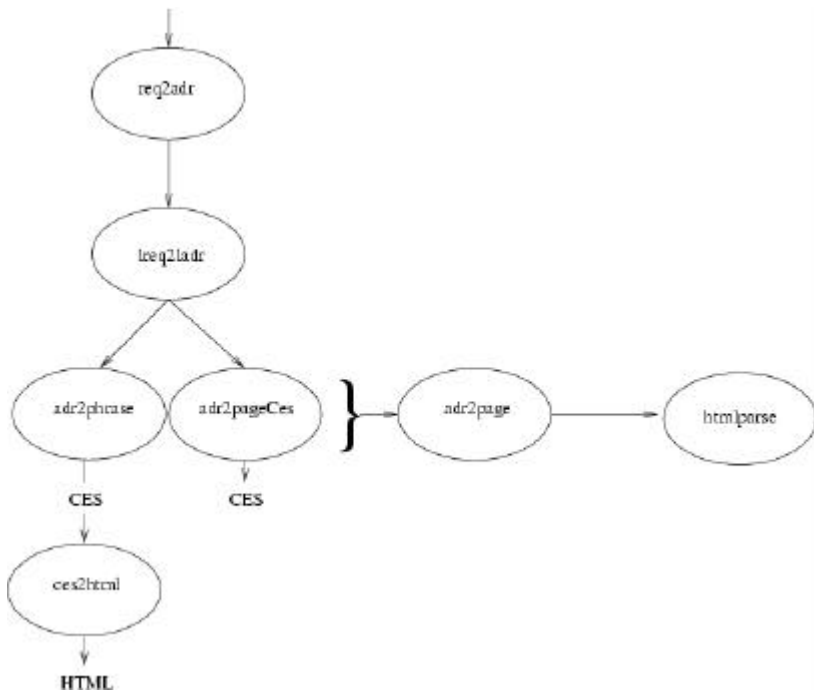 req2adr
lreq2ladr
adr2phrase
adr2pageCes
}
adr2page
htmlparse
CES
CES
ces2html
HTML